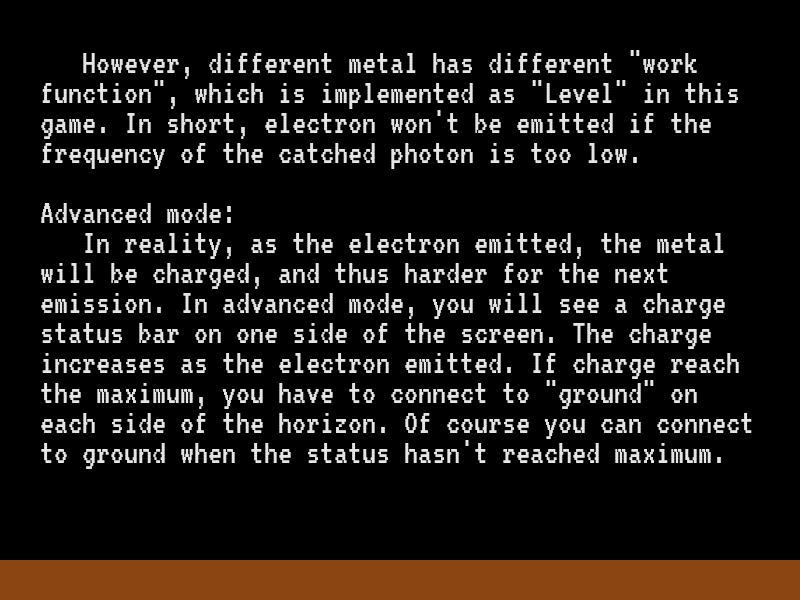 However, different metal has different "work
function", which is implemented as "Level" in this
game. In short, electron won't be emitted if the
frequency of the catched photon is too low.
Advanced mode:
In reality, as the electron emitted, the metal
will be charged, and thus harder for the next
emission. In advanced mode, you will see a charge
status bar on one side of the screen. The charge
increases as the electron emitted. If charge reach
the maximum, you have to connect to "ground" on
each side of the horizon. Of course you can connect
to ground when the status hasn't reached maximum.